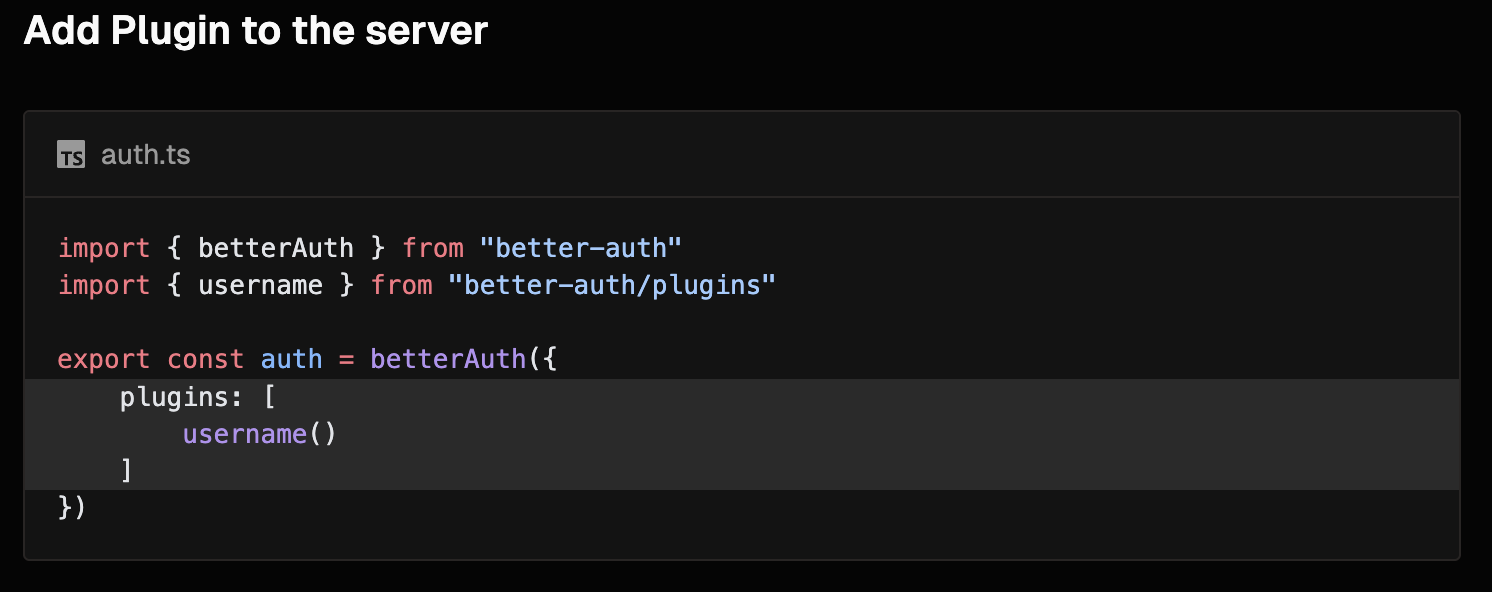 Add Plugin to the server
TS auth.ts
import { betterAuth } from "better-auth"
import { username } from "better-auth/plugins"
export const auth = betterAuth({
    plugins: [
        username()
    ]
})